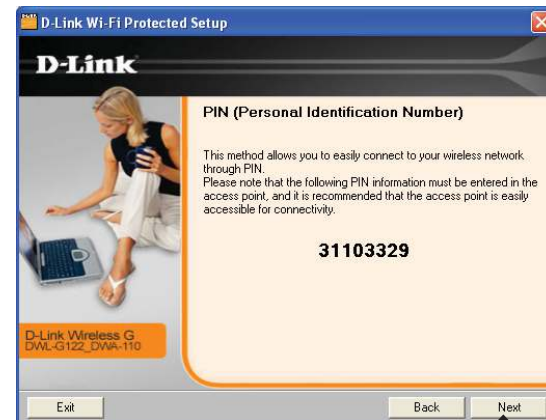 D-Link Wi-Fi Protected Setup
D-Link
PIN (Personal Identification Number)
This method allows you to easily connect to your wireless network
through PIN.
Please note that the following PIN information must be entered in the
access point, and it is recommended that the access point is easily
accessible for connectivity.
31103329
D-Link Wireless G
DWL-G122_DWA-110
Exit
Back
Next